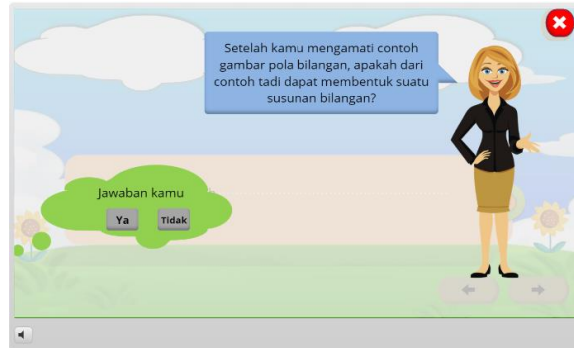 Setelah kamu mengamati contoh
gambar pola bilangan, apakah dari
contoh tadi dapat membentuk suatu
susunan bilangan?
Jawaban kamu
Ya Tidak